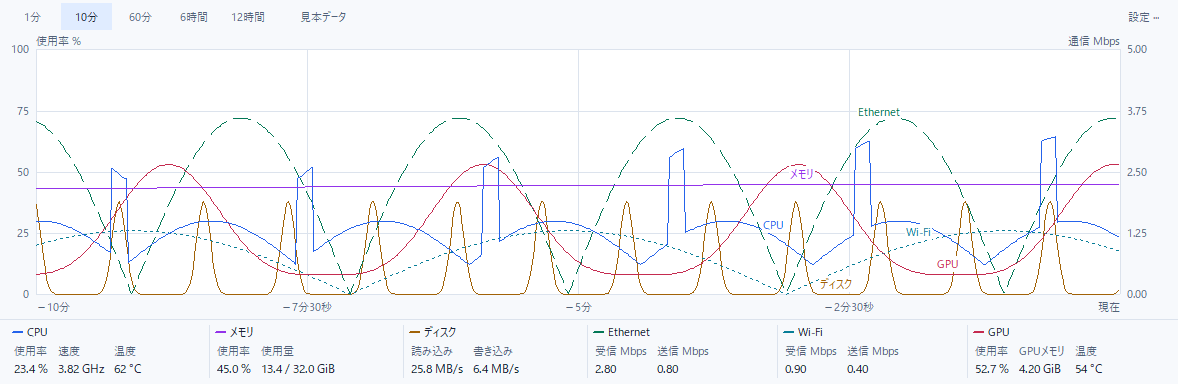 1分 10分 60分 6時間 12時間 見本データ 設定 …
使用率 % 通信 Mbps
100 5.00
Ethernet
75 3.75
メモリ
50 2.50
CPU
Wi-Fi
25 1.25
GPU
ディスク
0 0.00
−10分 −7分30秒 −5分 −2分30秒 現在
CPU メモリ ディスク Ethernet Wi-Fi GPU
使用率 速度 温度 使用率 使用量 読み込み 書き込み 受信 Mbps 送信 Mbps 受信 Mbps 送信 Mbps 使用率 GPUメモリ 温度
23.4 % 3.82 GHz 62 °C 45.0 % 13.4 / 32.0 GiB 25.8 MB/s 6.4 MB/s 2.80 0.80 0.90 0.40 52.7 % 4.20 GiB 54 °C